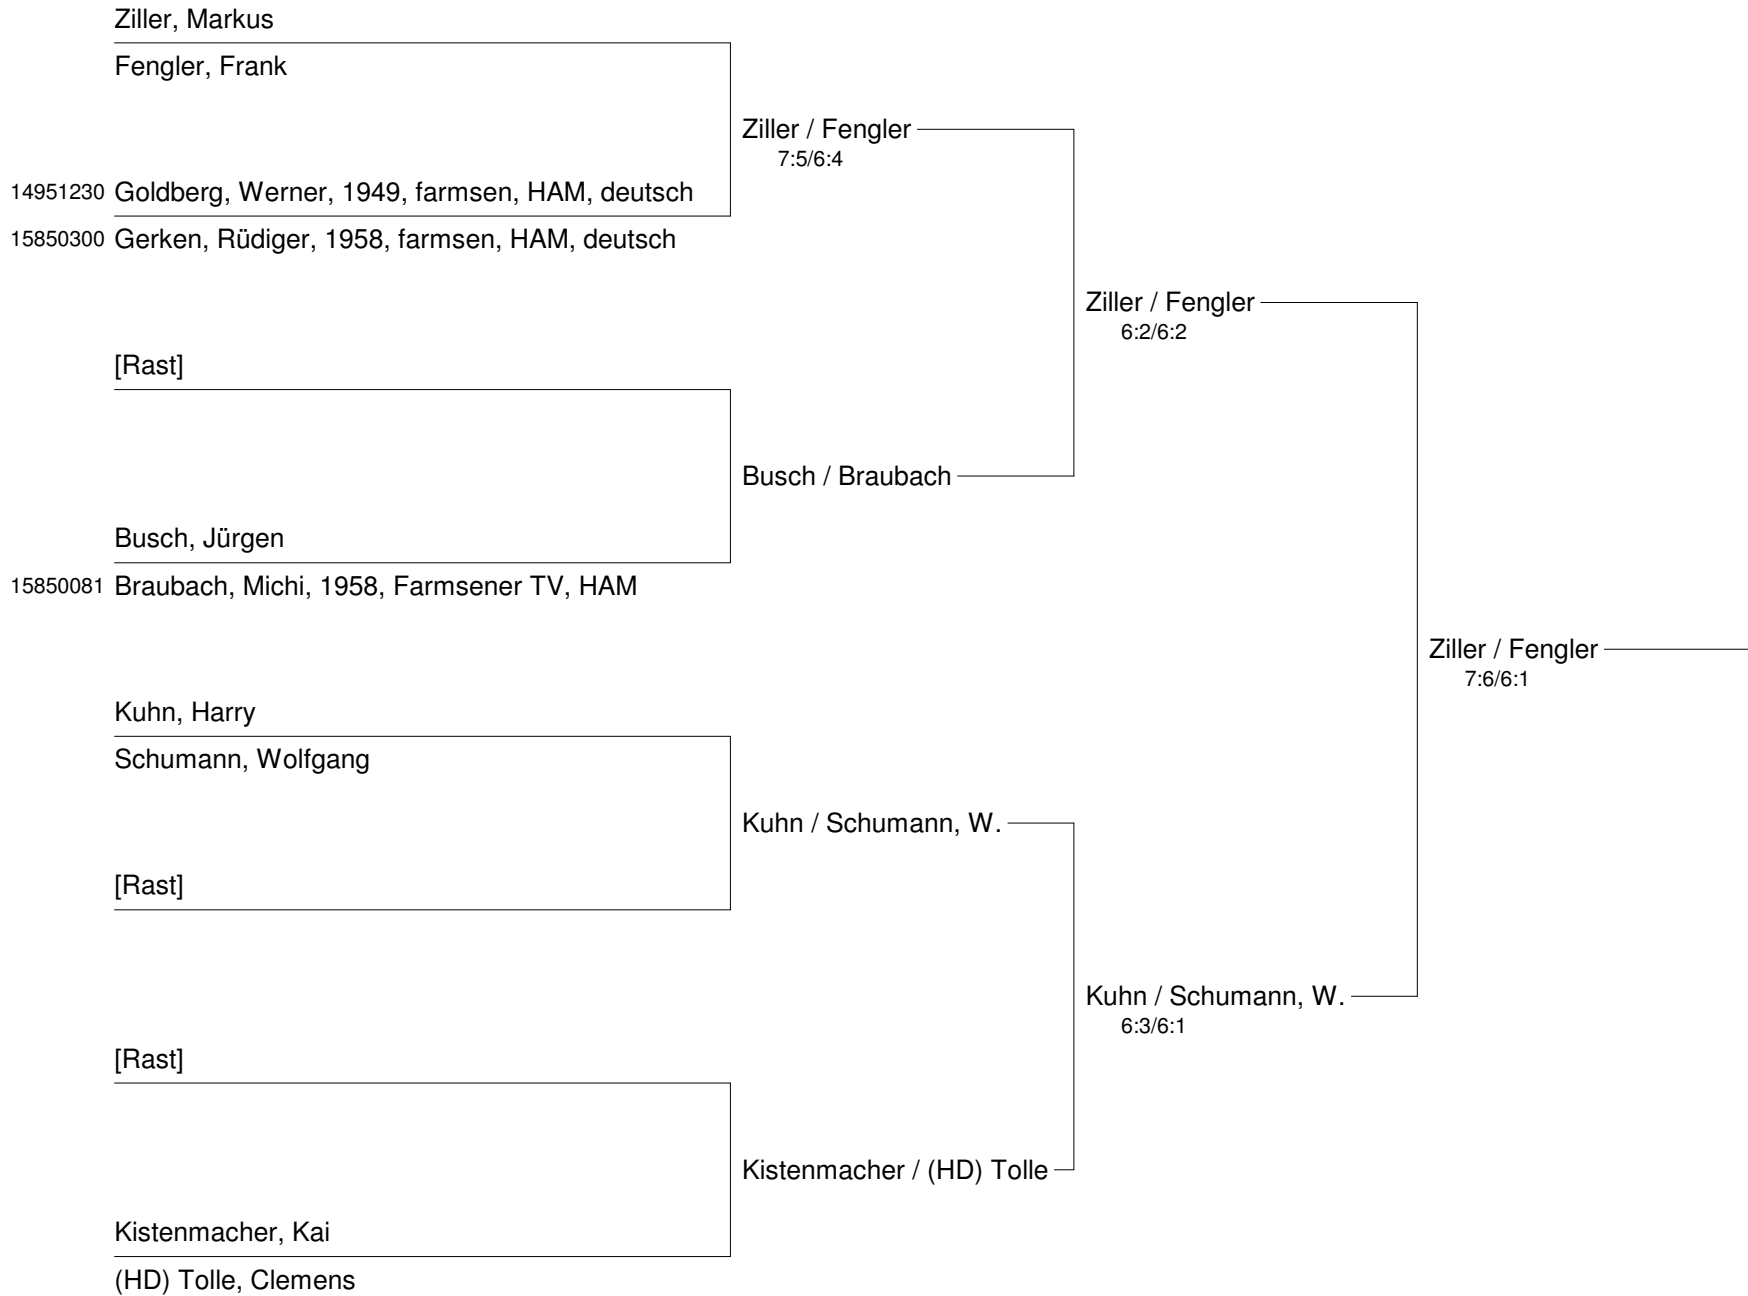 Ziller, Markus
Fengler, Frank
Ziller / Fengler
7:5/6:4
14951230 Goldberg, Werner, 1949, farmsen, HAM, deutsch
15850300 Gerken, Rüdiger, 1958, farmsen, HAM, deutsch
Ziller / Fengler
6:2/6:2
[Rast]
Busch / Braubach
Busch, Jürgen
15850081 Braubach, Michi, 1958, Farmsener TV, HAM
Ziller / Fengler
7:6/6:1
Kuhn, Harry
Schumann, Wolfgang
Kuhn / Schumann, W.
[Rast]
Kuhn / Schumann, W.
6:3/6:1
[Rast]
Kistenmacher / (HD) Tolle
Kistenmacher, Kai
(HD) Tolle, Clemens